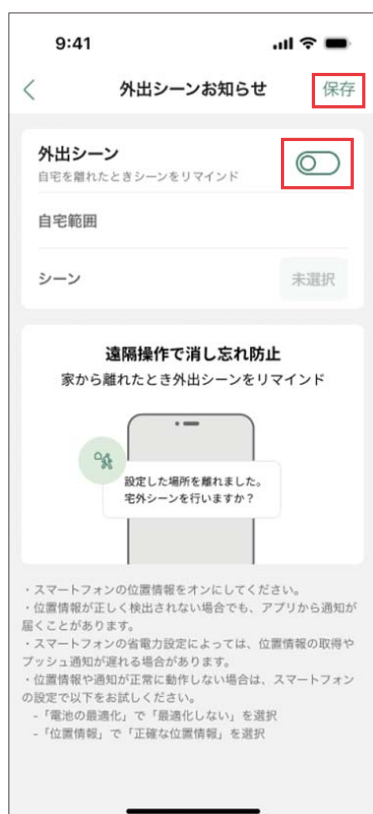 9:41
外出シーンお知らせ
保存
外出シーン
自宅を離れたときシーンをリマインド
自宅範囲
シーン
未選択
遠隔操作で消し忘れ防止
家から離れたとき外出シーンをリマインド
設定した場所を離れました。
宅外シーンを行いますか？
・スマートフォンの位置情報をオンにしてください。
・位置情報が正しく検出されない場合でも、アプリから通知が
届くことがあります。
・スマートフォンの省電力設定によっては、位置情報の取得や
プッシュ通知が遅れる場合があります。
・位置情報や通知が正常に動作しない場合は、スマートフォン
の設定で以下をお試しください。
-「電池の最適化」で「最適化しない」を選択
-「位置情報」で「正確な位置情報」を選択